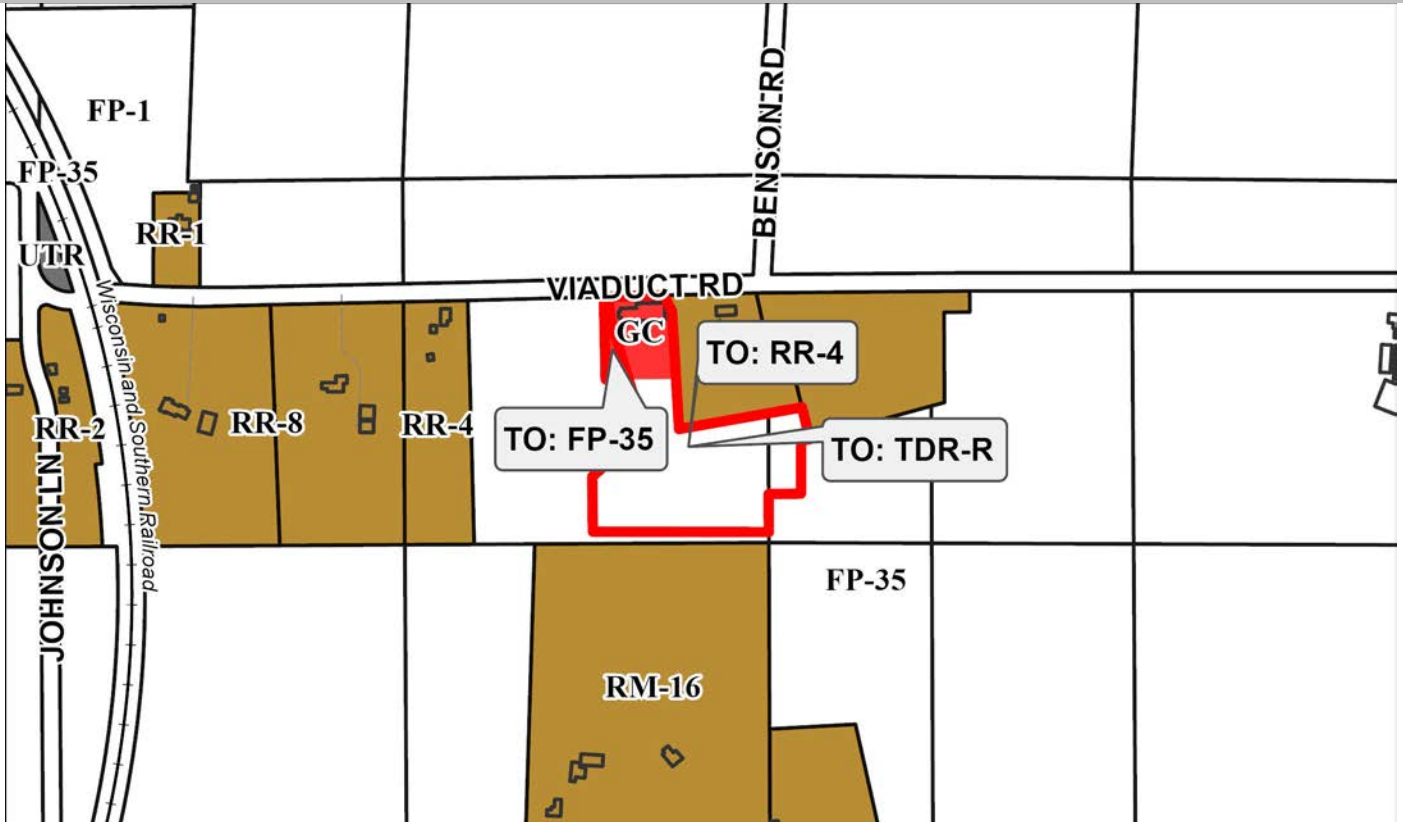 FP-1
BENSON RD
FP-35
RR-1
UTR
VIADUCT RD
GC
TO: RR-4
Wisconsin and Southern Railroad
RR-2
RR-8
RR-4
TO: FP-35
TO: TDR-R
JOHNSON LN
FP-35
RM-16